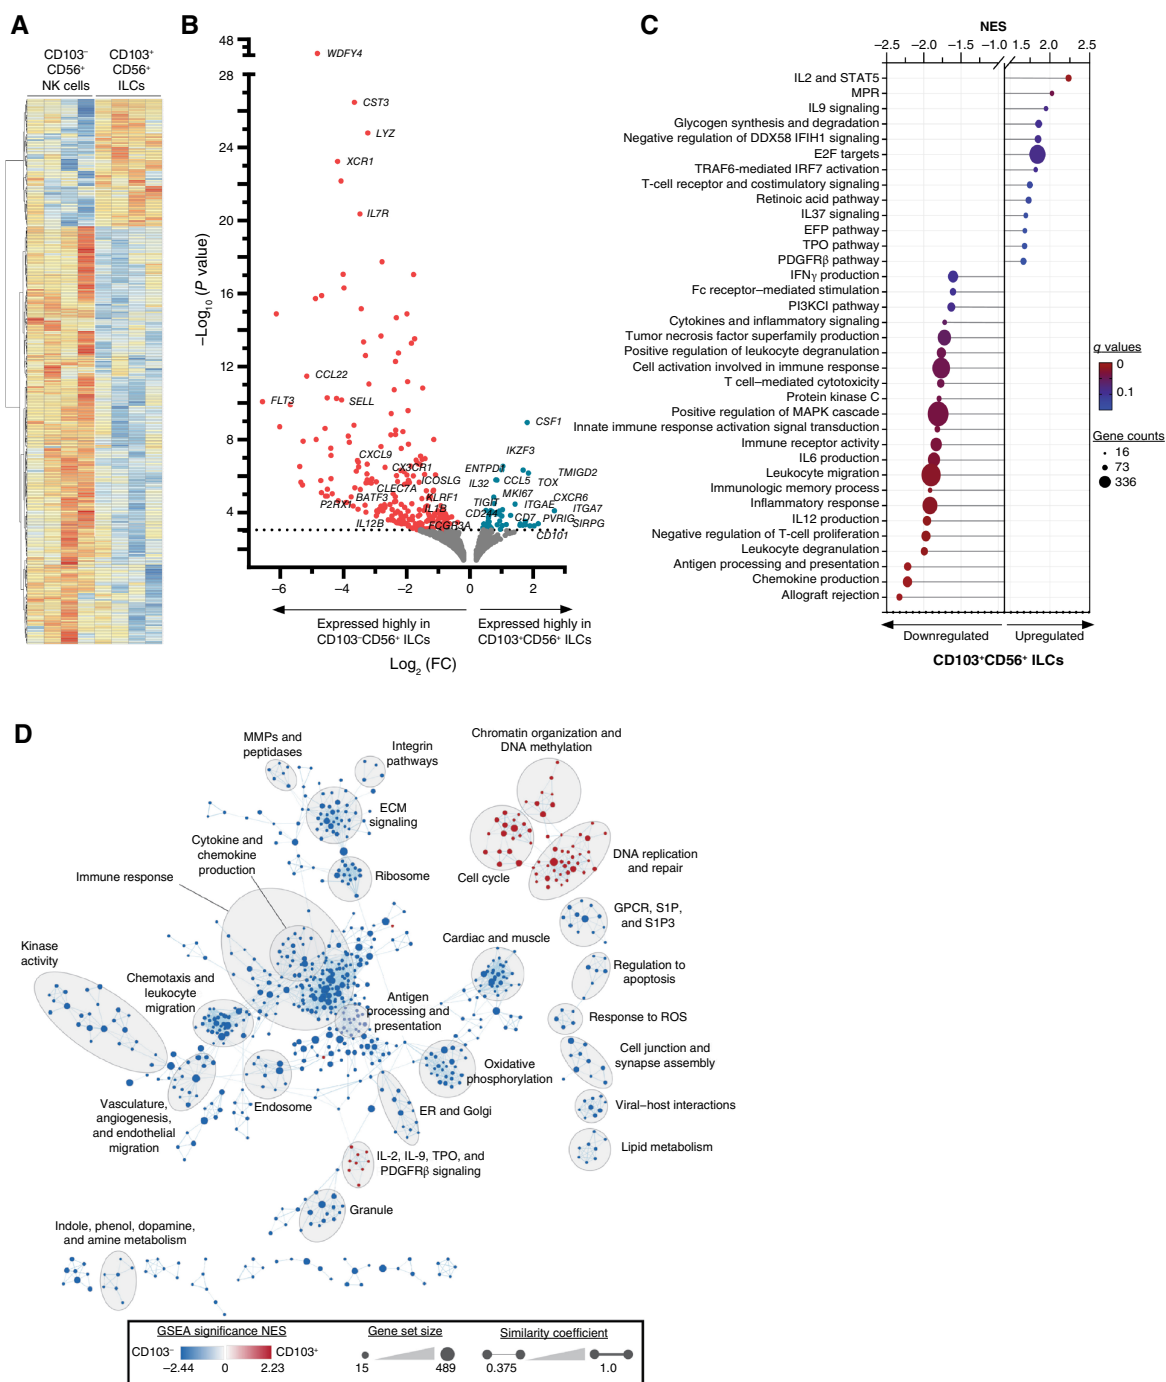 A
CD103⁻
CD56⁺
NK cells
CD103⁺
CD56⁺
ILCs
B
48
40
28
24
20
16
12
8
4
−Log₁₀ (P value)
WDFY4
CST3
LYZ
XCR1
IL7R
CCL22
FLT3
SELL
CSF1
IKZF3
CXCL9
CX3CR1
ENTPD1
TMIGD2
ICOSLG
IL32
CCL5
TOX
CLEC7A
MKI67
BATF3
KLRF1
CXCR6
P2RX1
IL1B
TIGIT
ITGAE
ITGA7
CD244
CD7
PVRIG
IL12B
FCGR3A
SIRPG
CD101
−6
−4
−2
0
2
Expressed highly in
CD103⁻CD56⁺ ILCs
Expressed highly in
CD103⁺CD56⁺ ILCs
Log₂ (FC)
C
NES
−2.5 −2.0 −1.5 −1.0 1.5 2.0 2.5
IL2 and STAT5
MPR
IL9 signaling
Glycogen synthesis and degradation
Negative regulation of DDX58 IFIH1 signaling
E2F targets
TRAF6-mediated IRF7 activation
T-cell receptor and costimulatory signaling
Retinoic acid pathway
IL37 signaling
EFP pathway
TPO pathway
PDGFRβ pathway
IFNγ production
Fc receptor–mediated stimulation
PI3KCI pathway
Cytokines and inflammatory signaling
Tumor necrosis factor superfamily production
Positive regulation of leukocyte degranulation
Cell activation involved in immune response
T cell–mediated cytotoxicity
Protein kinase C
Positive regulation of MAPK cascade
Innate immune response activation signal transduction
Immune receptor activity
IL6 production
Leukocyte migration
Immunologic memory process
Inflammatory response
IL12 production
Negative regulation of T-cell proliferation
Leukocyte degranulation
Antigen processing and presentation
Chemokine production
Allograft rejection
Downregulated
Upregulated
CD103⁺CD56⁺ ILCs
q values
0
0.1
Gene counts
16
73
336
D
MMPs and
peptidases
Integrin
pathways
Chromatin organization and
DNA methylation
ECM
signaling
Cytokine and
chemokine
production
Immune response
Ribosome
Cell cycle
DNA replication
and repair
GPCR, S1P,
and S1P3
Kinase
activity
Cardiac and muscle
Chemotaxis and
leukocyte
migration
Regulation to
apoptosis
Antigen
processing and
presentation
Response to ROS
Cell junction and
synapse assembly
Oxidative
phosphorylation
Vasculature,
angiogenesis,
and endothelial
migration
Endosome
ER and Golgi
Viral–host interactions
Lipid metabolism
IL-2, IL-9, TPO, and
PDGFRβ signaling
Granule
Indole, phenol, dopamine,
and amine metabolism
GSEA significance NES
CD103⁻
CD103⁺
−2.44 0 2.23
Gene set size
15 489
Similarity coefficient
0.375 1.0